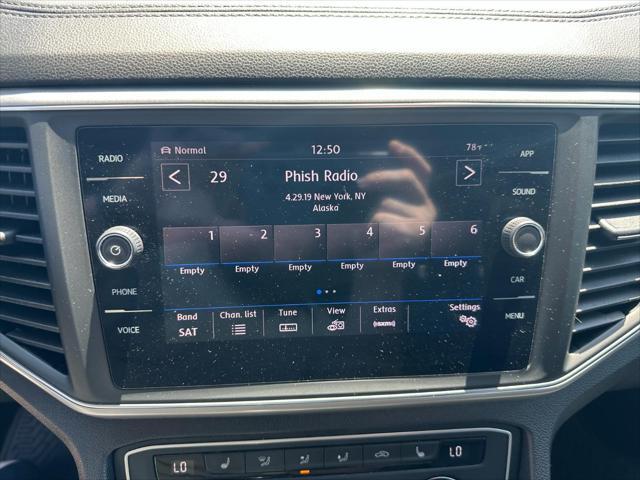 RADIO
MEDIA
PHONE
VOICE
Normal
12:50
78°F
29
Phish Radio
4.29.19 New York, NY
Alaska
1 2 3 4 5 6
Empty Empty Empty Empty Empty Empty
Band Chan. list Tune View Extras Settings
SAT
((sxm))
APP
SOUND
CAR
MENU
LO LO